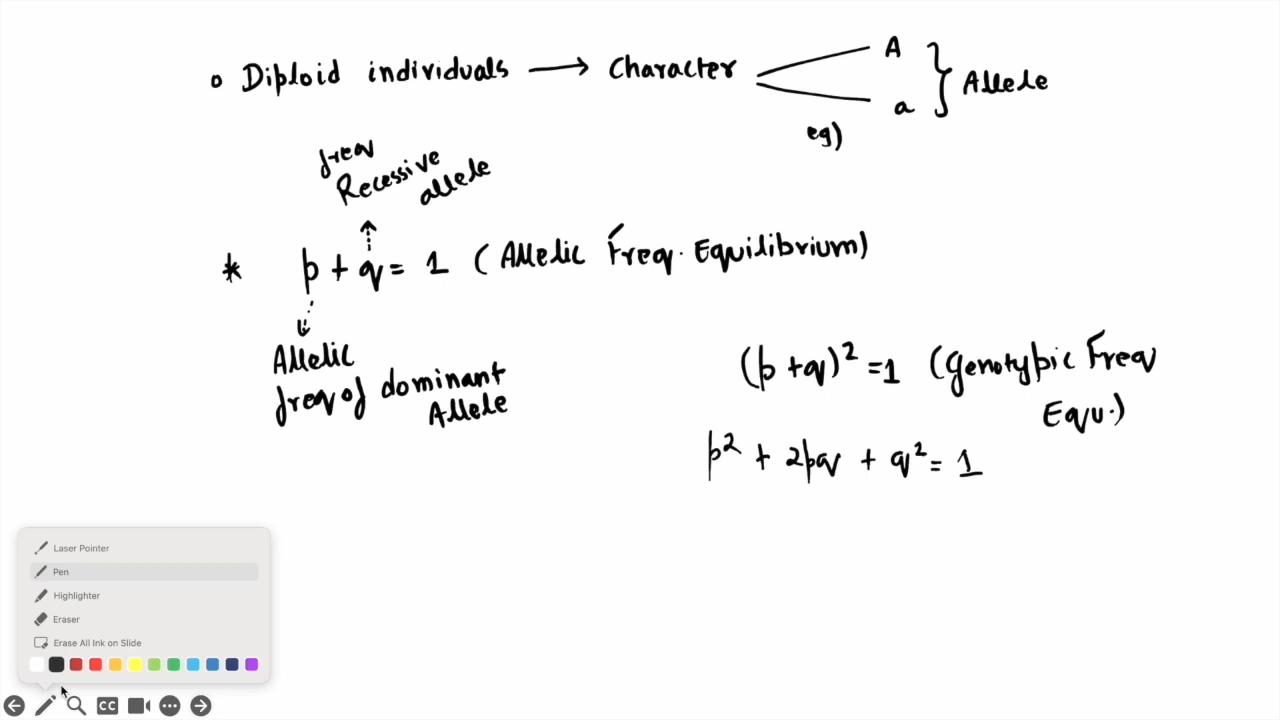 o Diploid individuals → Character
A
a
} Allele
eg)
freq
Recessive
allele
* p + q = 1 (Allelic Freq. Equilibrium)
Allelic
freq of dominant
Allele
(p + q)² = 1 (Genotypic Freq
Equ.)
p² + 2pq + q² = 1
Laser Pointer
Pen
Highlighter
Eraser
Erase All Ink on Slide
CC